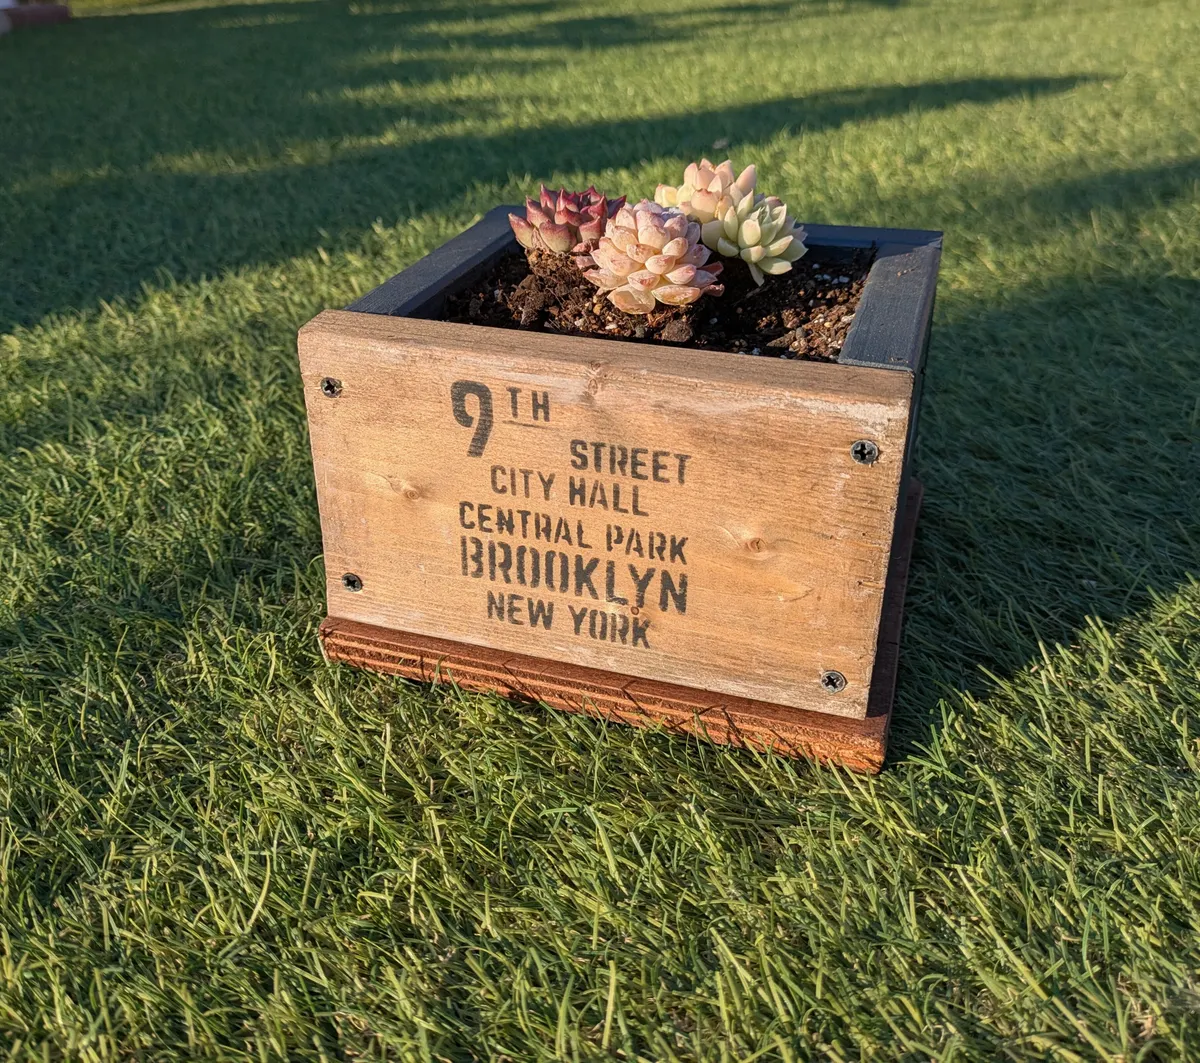 9TH
STREET
CITY HALL
CENTRAL PARK
BROOKLYN
NEW YORK